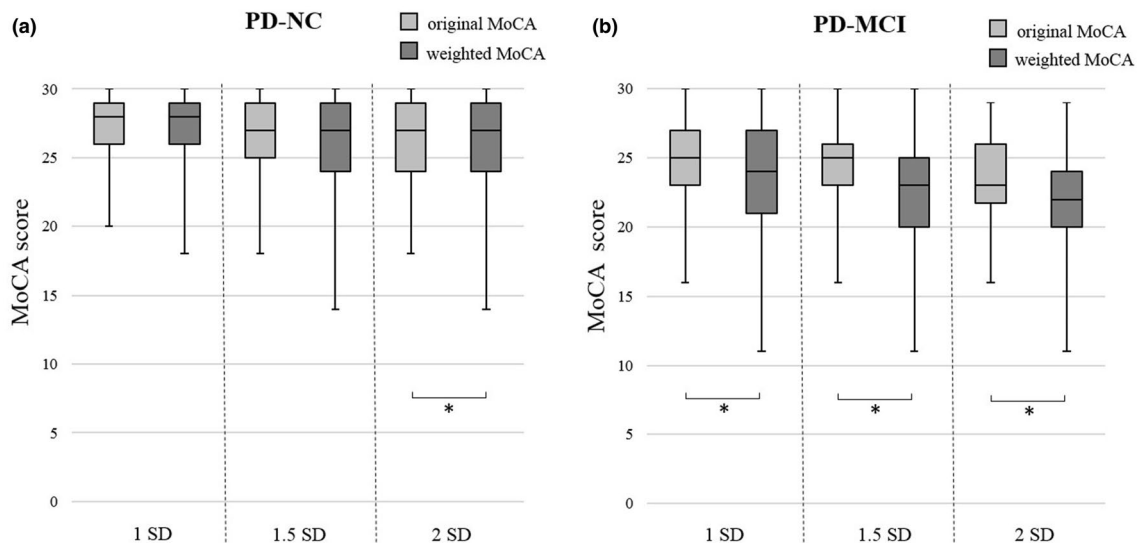 (a)
PD-NC
original MoCA
weighted MoCA
MoCA score
30
25
20
15
10
5
0
*
1 SD
1.5 SD
2 SD
(b)
PD-MCI
original MoCA
weighted MoCA
MoCA score
30
25
20
15
10
5
0
*
*
*
1 SD
1.5 SD
2 SD